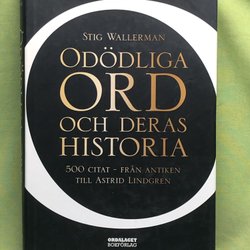 Stig Wallerman
Odödliga
ord
och deras
historia
500 citat – från antiken
till Astrid Lindgren
ORDALAGET
BOKFÖRLAG